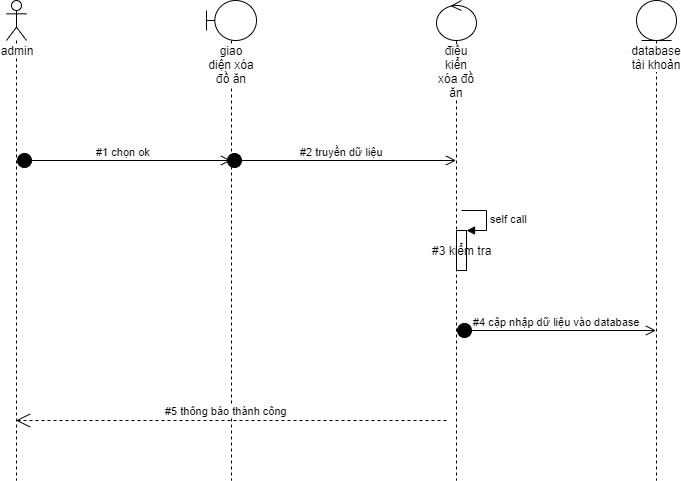 admin
giao
diện xóa
đồ ăn
điều
kiển
xóa đồ
ăn
database
tài khoản
#1 chọn ok
#2 truyền dữ liệu
self call
#3 kiểm tra
#4 cập nhập dữ liệu vào database
#5 thông báo thành công